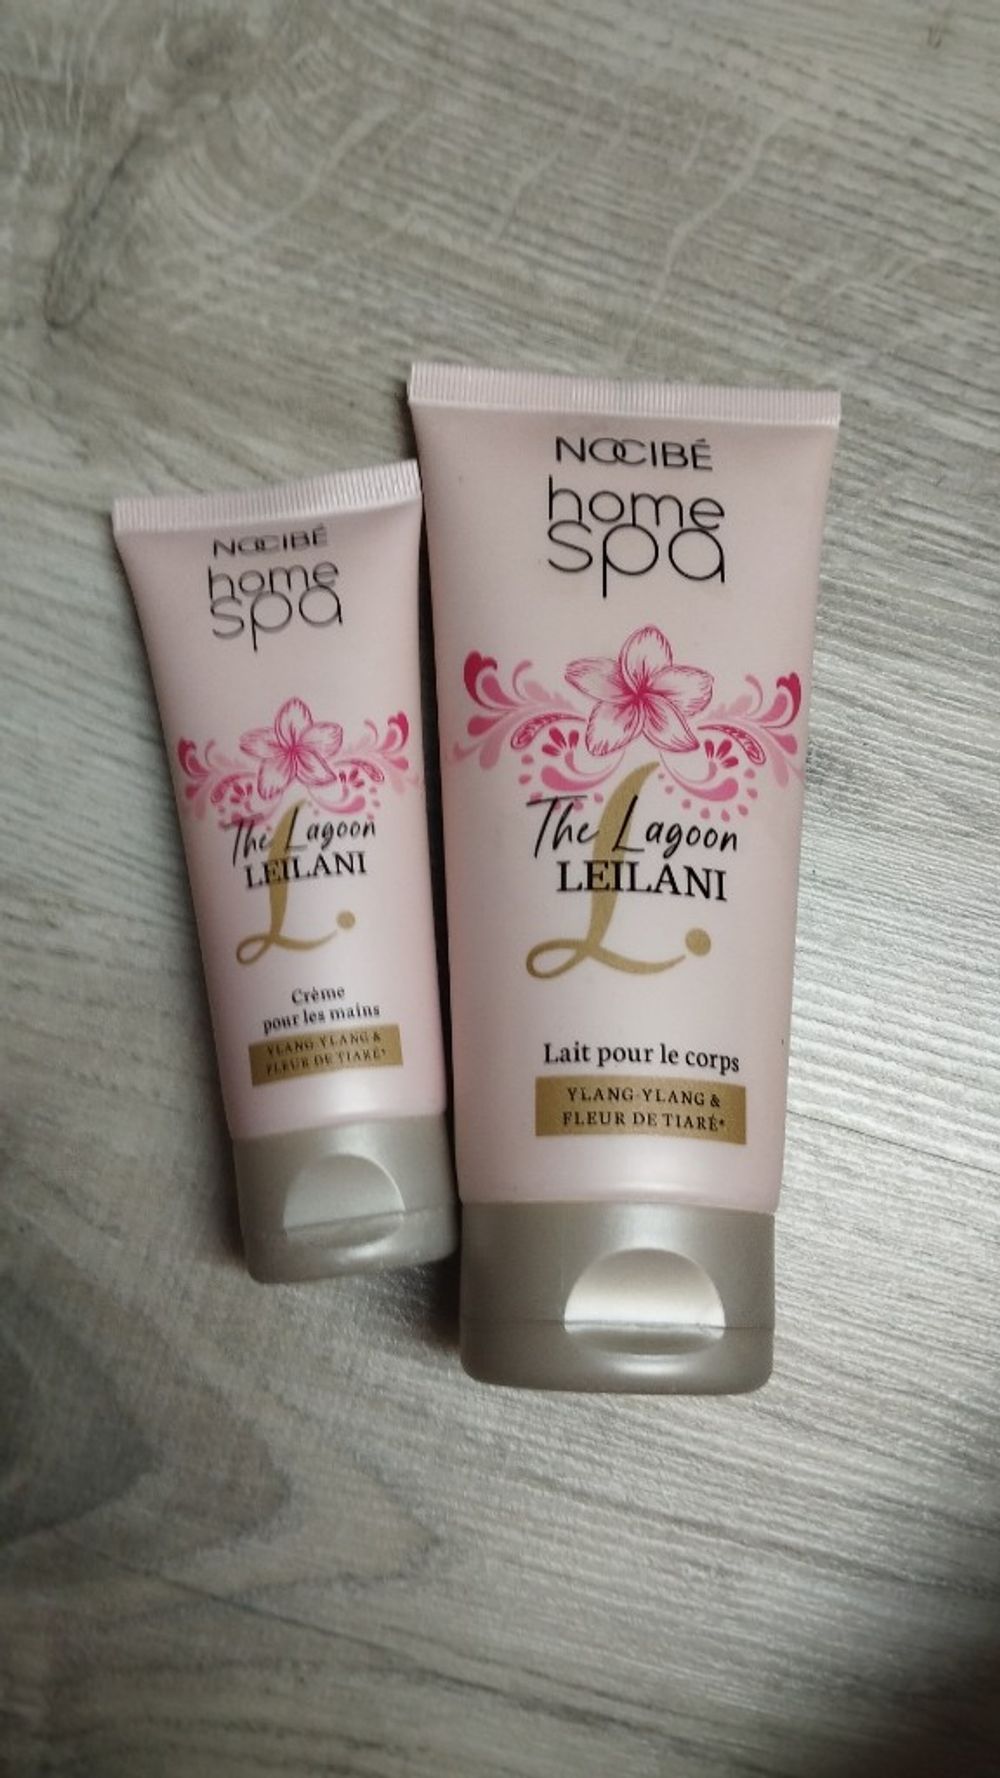 NOCIBÉ
home
spa
The Lagoon
LEILANI
L.
Crème
pour les mains
YLANG-YLANG &
FLEUR DE TIARÉ*
NOCIBÉ
home
spa
The Lagoon
LEILANI
L.
Lait pour le corps
YLANG-YLANG &
FLEUR DE TIARÉ*